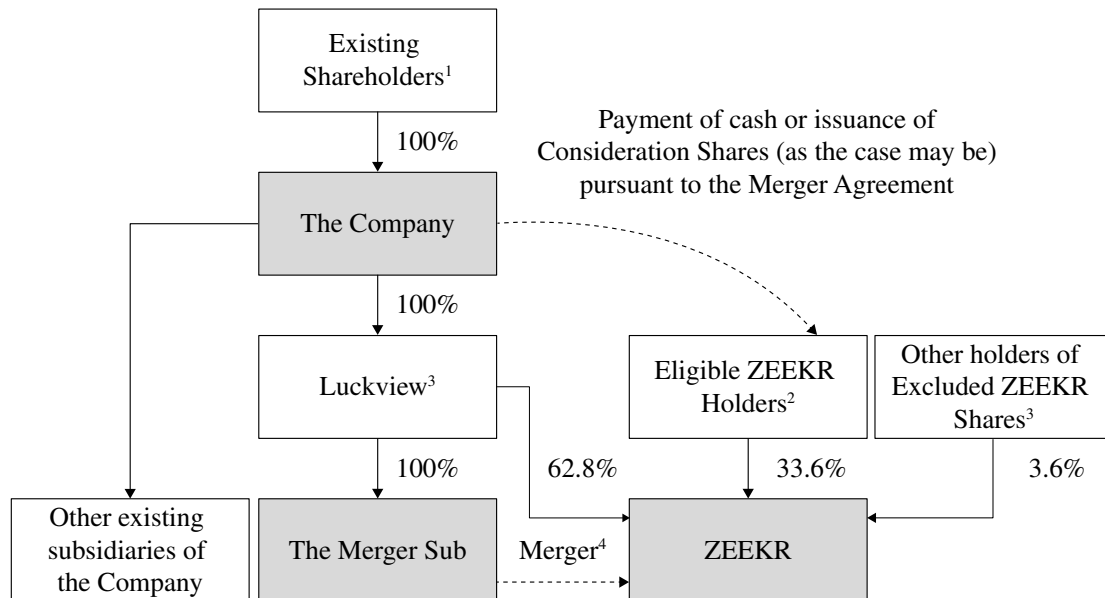 Existing
Shareholders¹
100%
Payment of cash or issuance of
Consideration Shares (as the case may be)
pursuant to the Merger Agreement
The Company
100%
Luckview³
Eligible ZEEKR
Holders²
Other holders of
Excluded ZEEKR
Shares³
100%
62.8%
33.6%
3.6%
Other existing
subsidiaries of
the Company
The Merger Sub
Merger⁴
ZEEKR